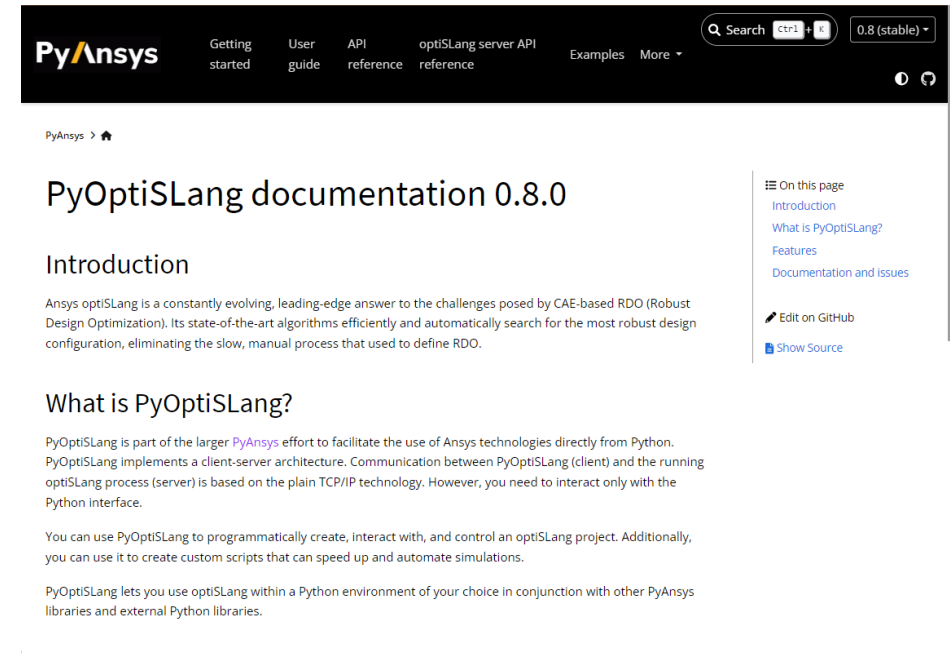 PyAnsys
Getting started
User guide
API reference
optiSLang server API reference
Examples
More
Search Ctrl + K
0.8 (stable)
PyAnsys >
PyOptiSLang documentation 0.8.0
Introduction
Ansys optiSLang is a constantly evolving, leading-edge answer to the challenges posed by CAE-based RDO (Robust
Design Optimization). Its state-of-the-art algorithms efficiently and automatically search for the most robust design
configuration, eliminating the slow, manual process that used to define RDO.
What is PyOptiSLang?
PyOptiSLang is part of the larger PyAnsys effort to facilitate the use of Ansys technologies directly from Python.
PyOptiSLang implements a client-server architecture. Communication between PyOptiSLang (client) and the running
optiSLang process (server) is based on the plain TCP/IP technology. However, you need to interact only with the
Python interface.
You can use PyOptiSLang to programmatically create, interact with, and control an optiSLang project. Additionally,
you can use it to create custom scripts that can speed up and automate simulations.
PyOptiSLang lets you use optiSLang within a Python environment of your choice in conjunction with other PyAnsys
libraries and external Python libraries.
On this page
Introduction
What is PyOptiSLang?
Features
Documentation and issues
Edit on GitHub
Show Source